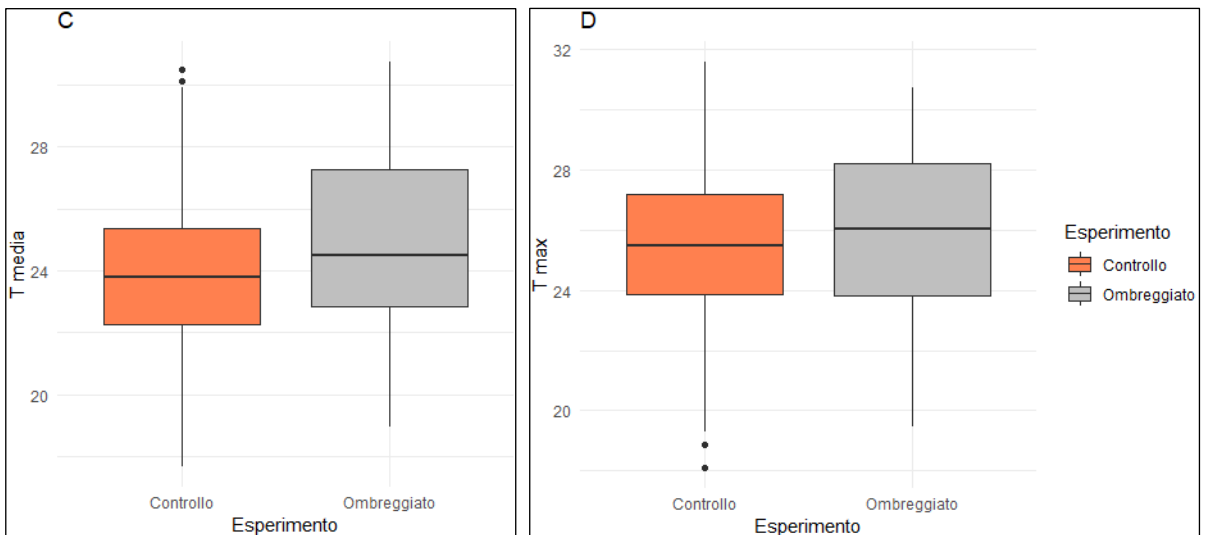 C
T media
28
24
20
Controllo Ombreggiato
Esperimento
D
T max
32
28
24
20
Controllo Ombreggiato
Esperimento
Esperimento
Controllo
Ombreggiato